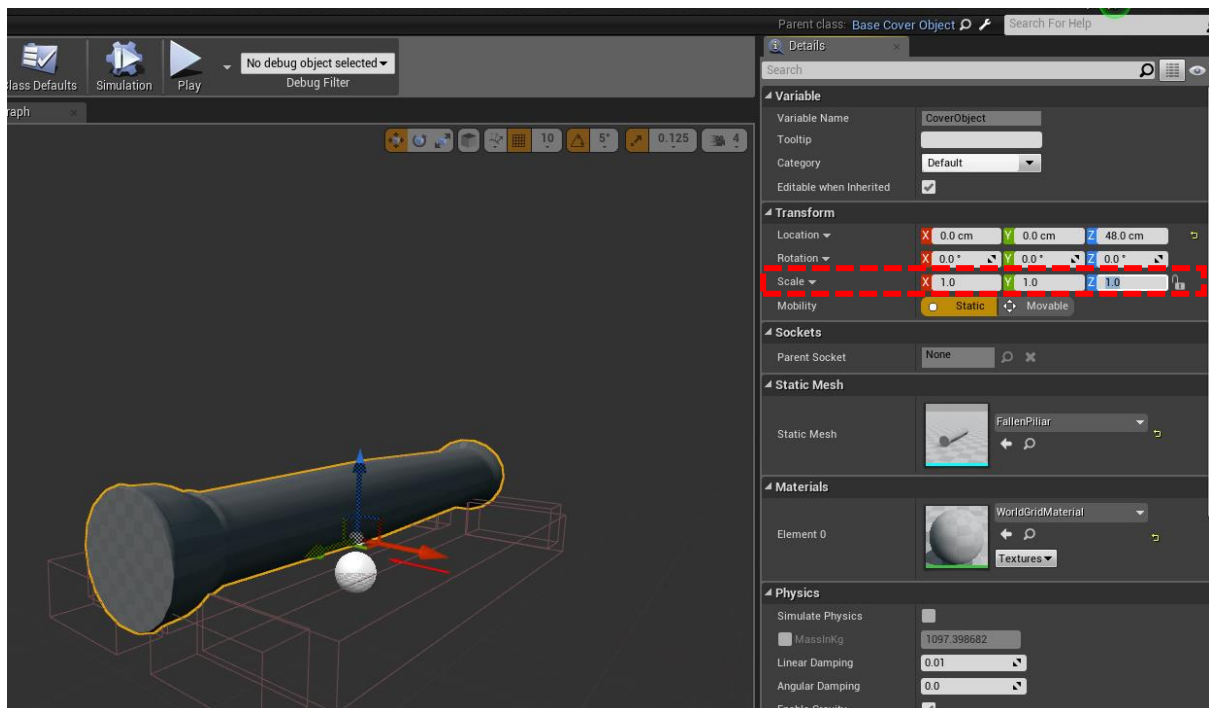 Parent class: Base Cover Object
Search For Help
Class Defaults
Simulation
Play
No debug object selected
Debug Filter
Details
Search
raph
10
5°
0.125
4
Variable
Variable Name
CoverObject
Tooltip
Category
Default
Editable when Inherited
Transform
Location
X 0.0 cm Y 0.0 cm Z 48.0 cm
Rotation
X 0.0 ° Y 0.0 ° Z 0.0 °
Scale
X 1.0 Y 1.0 Z 1.0
Mobility
Static
Movable
Sockets
Parent Socket
None
Static Mesh
Static Mesh
FallenPiliar
Materials
Element 0
WorldGridMaterial
Textures
Physics
Simulate Physics
MassInKg
1097.398682
Linear Damping
0.01
Angular Damping
0.0
Enable Gravity